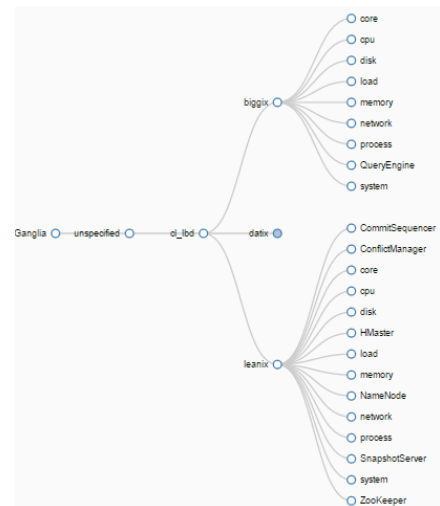 core
cpu
disk
load
biggix
memory
network
process
QueryEngine
system
Ganglia
unspecified
cl_lbd
datix
CommitSequencer
ConflictManager
core
cpu
disk
HMaster
load
leanix
memory
NameNode
network
process
SnapshotServer
system
ZooKeeper